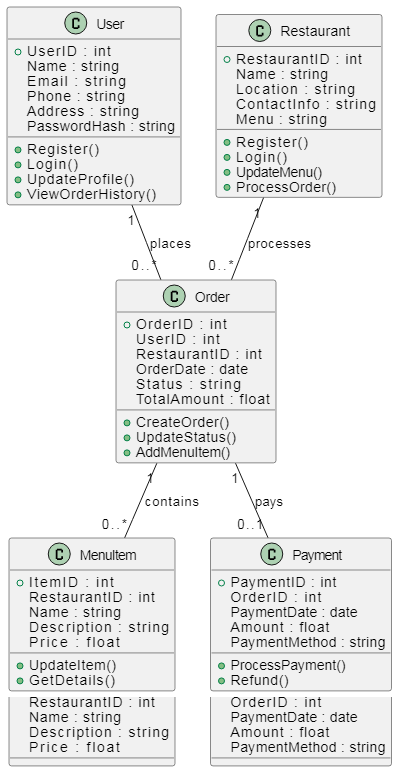 C User
UserID : int
Name : string
Email : string
Phone : string
Address : string
PasswordHash : string
Register()
Login()
UpdateProfile()
ViewOrderHistory()
C Restaurant
RestaurantID : int
Name : string
Location : string
ContactInfo : string
Menu : string
Register()
Login()
UpdateMenu()
ProcessOrder()
1
places
0..*
1
processes
0..*
C Order
OrderID : int
UserID : int
RestaurantID : int
OrderDate : date
Status : string
TotalAmount : float
CreateOrder()
UpdateStatus()
AddMenuItem()
1
contains
0..*
1
pays
0..1
C MenuItem
ItemID : int
RestaurantID : int
Name : string
Description : string
Price : float
UpdateItem()
GetDetails()
RestaurantID : int
Name : string
Description : string
Price : float
C Payment
PaymentID : int
OrderID : int
PaymentDate : date
Amount : float
PaymentMethod : string
ProcessPayment()
Refund()
OrderID : int
PaymentDate : date
Amount : float
PaymentMethod : string